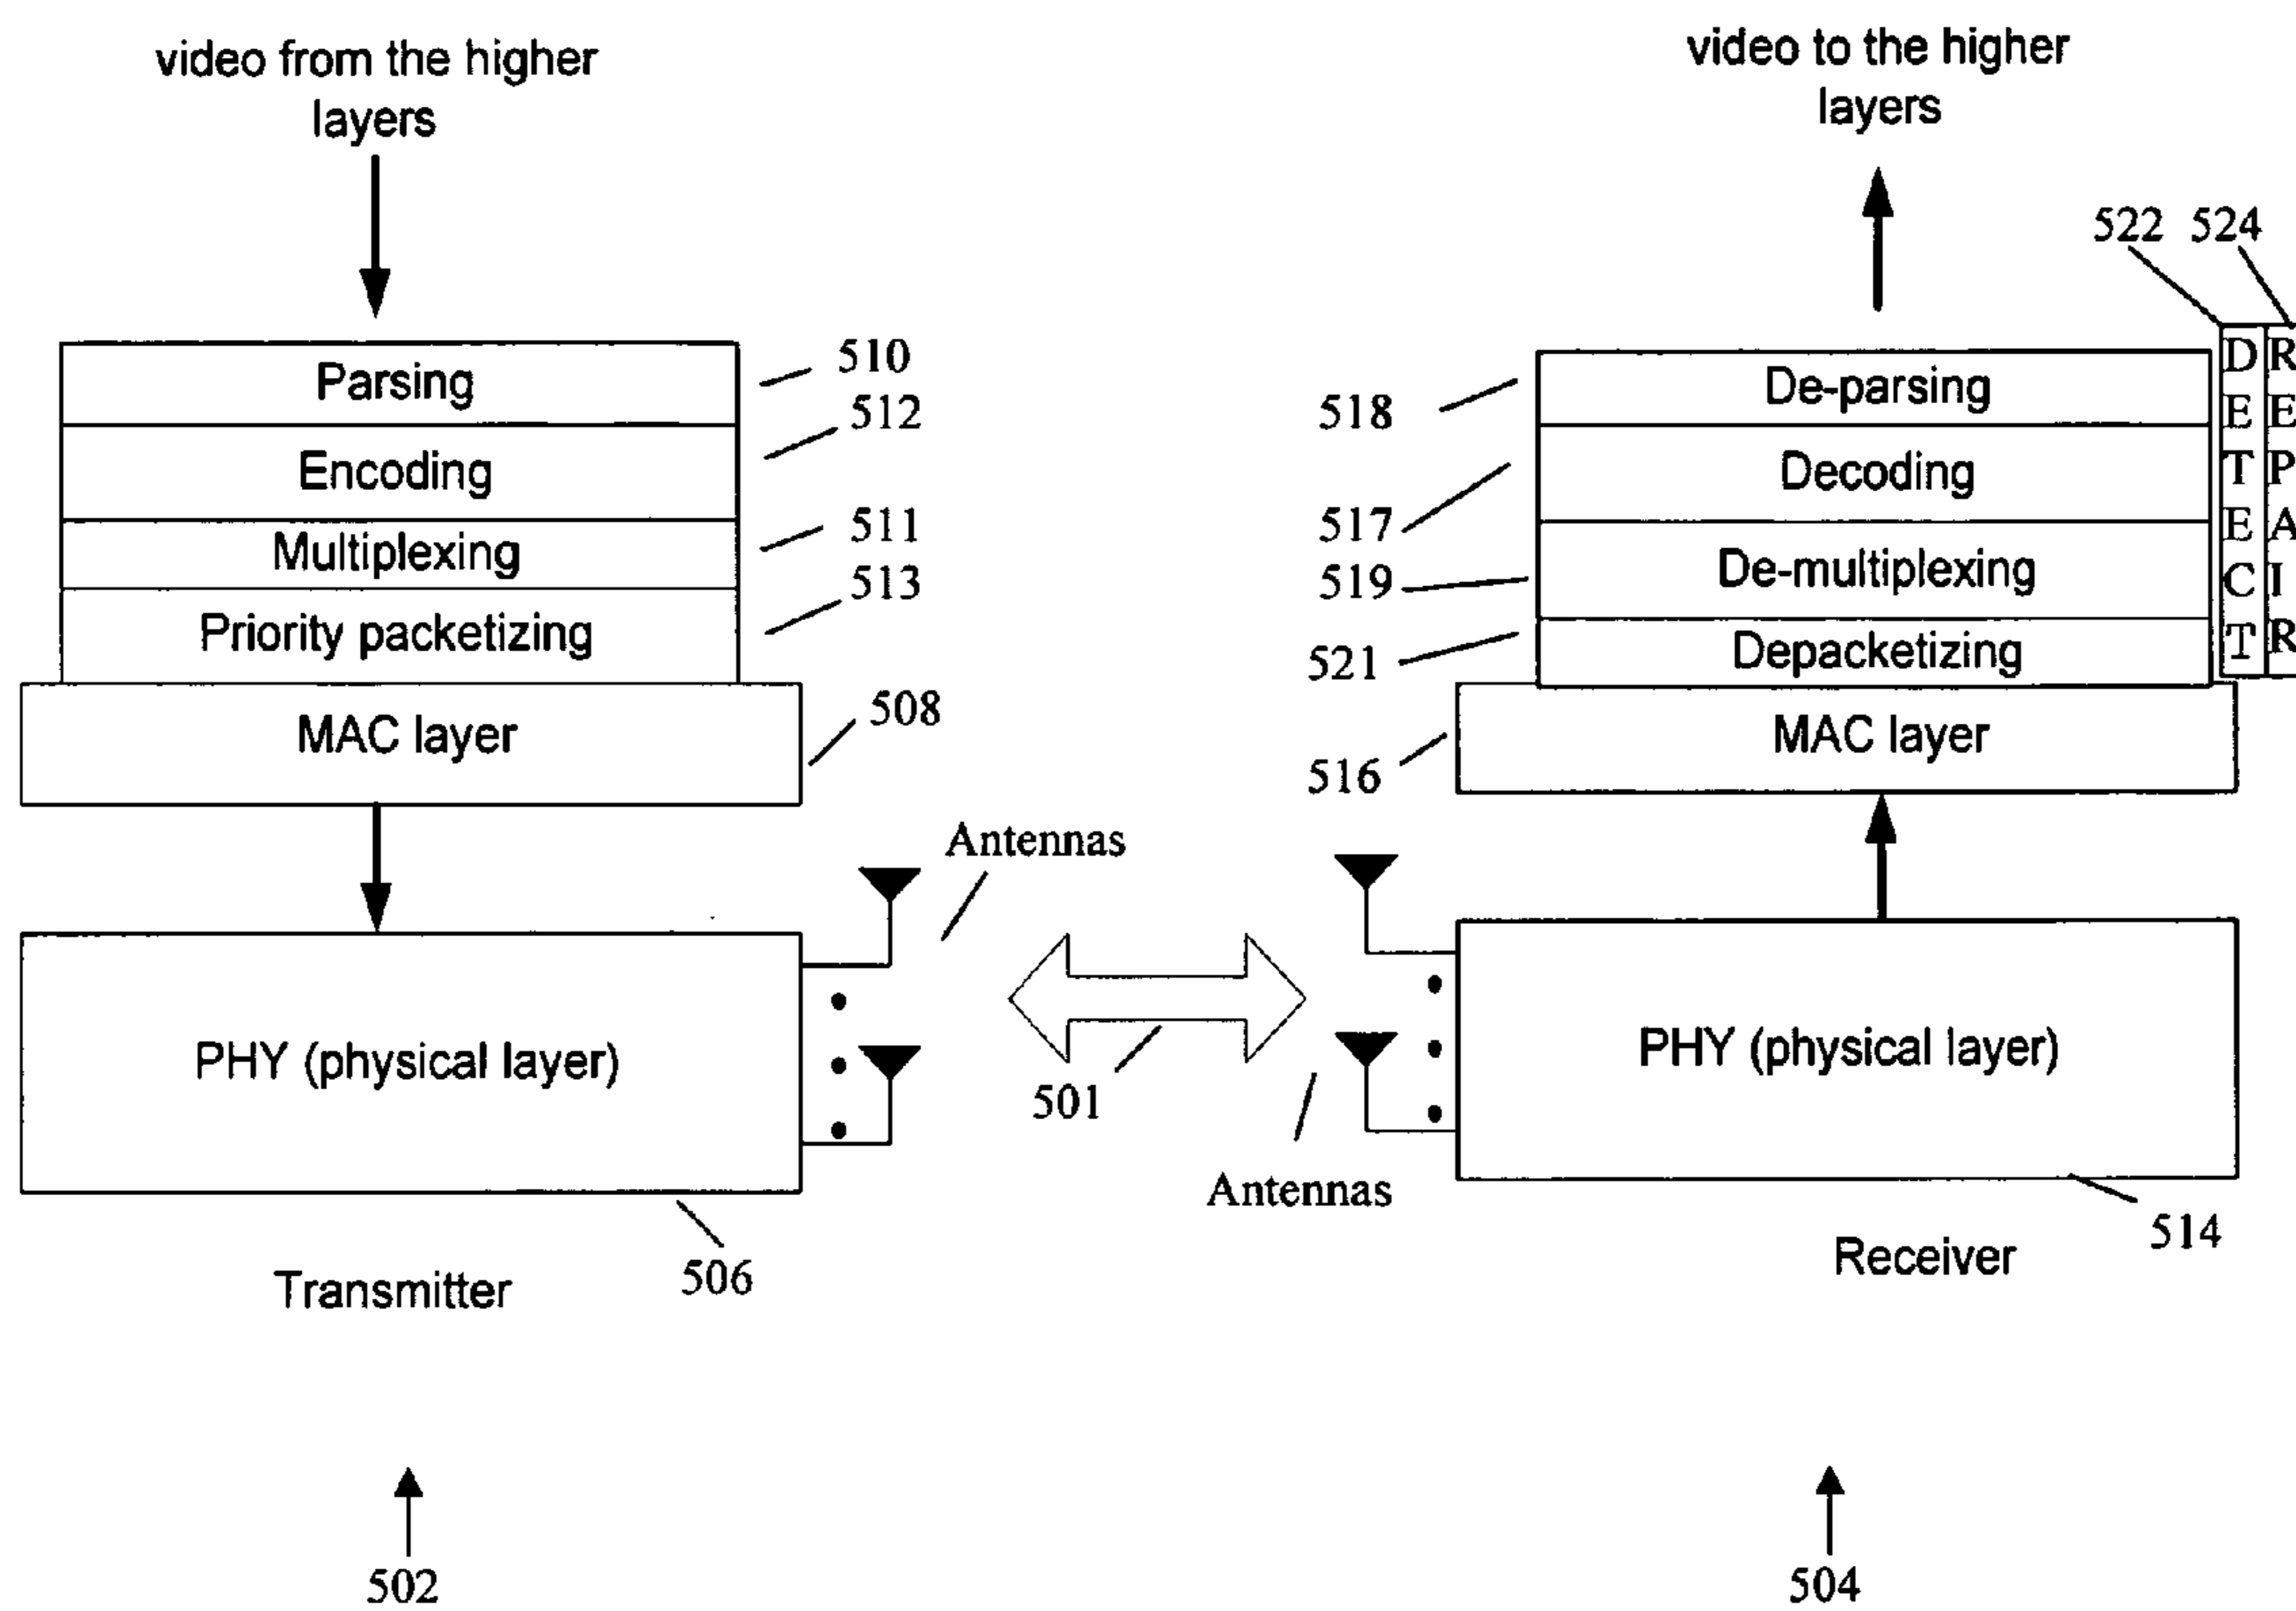 video from the higher
layers
Parsing
510
Encoding
512
Multiplexing
511
Priority packetizing
513
MAC layer
508
Antennas
PHY (physical layer)
506
Transmitter
502
501
video to the higher
layers
522 524
De-parsing
518
Decoding
517
De-multiplexing
519
Depacketizing
521
DETECT
REPAIR
MAC layer
516
PHY (physical layer)
Antennas
514
Receiver
504